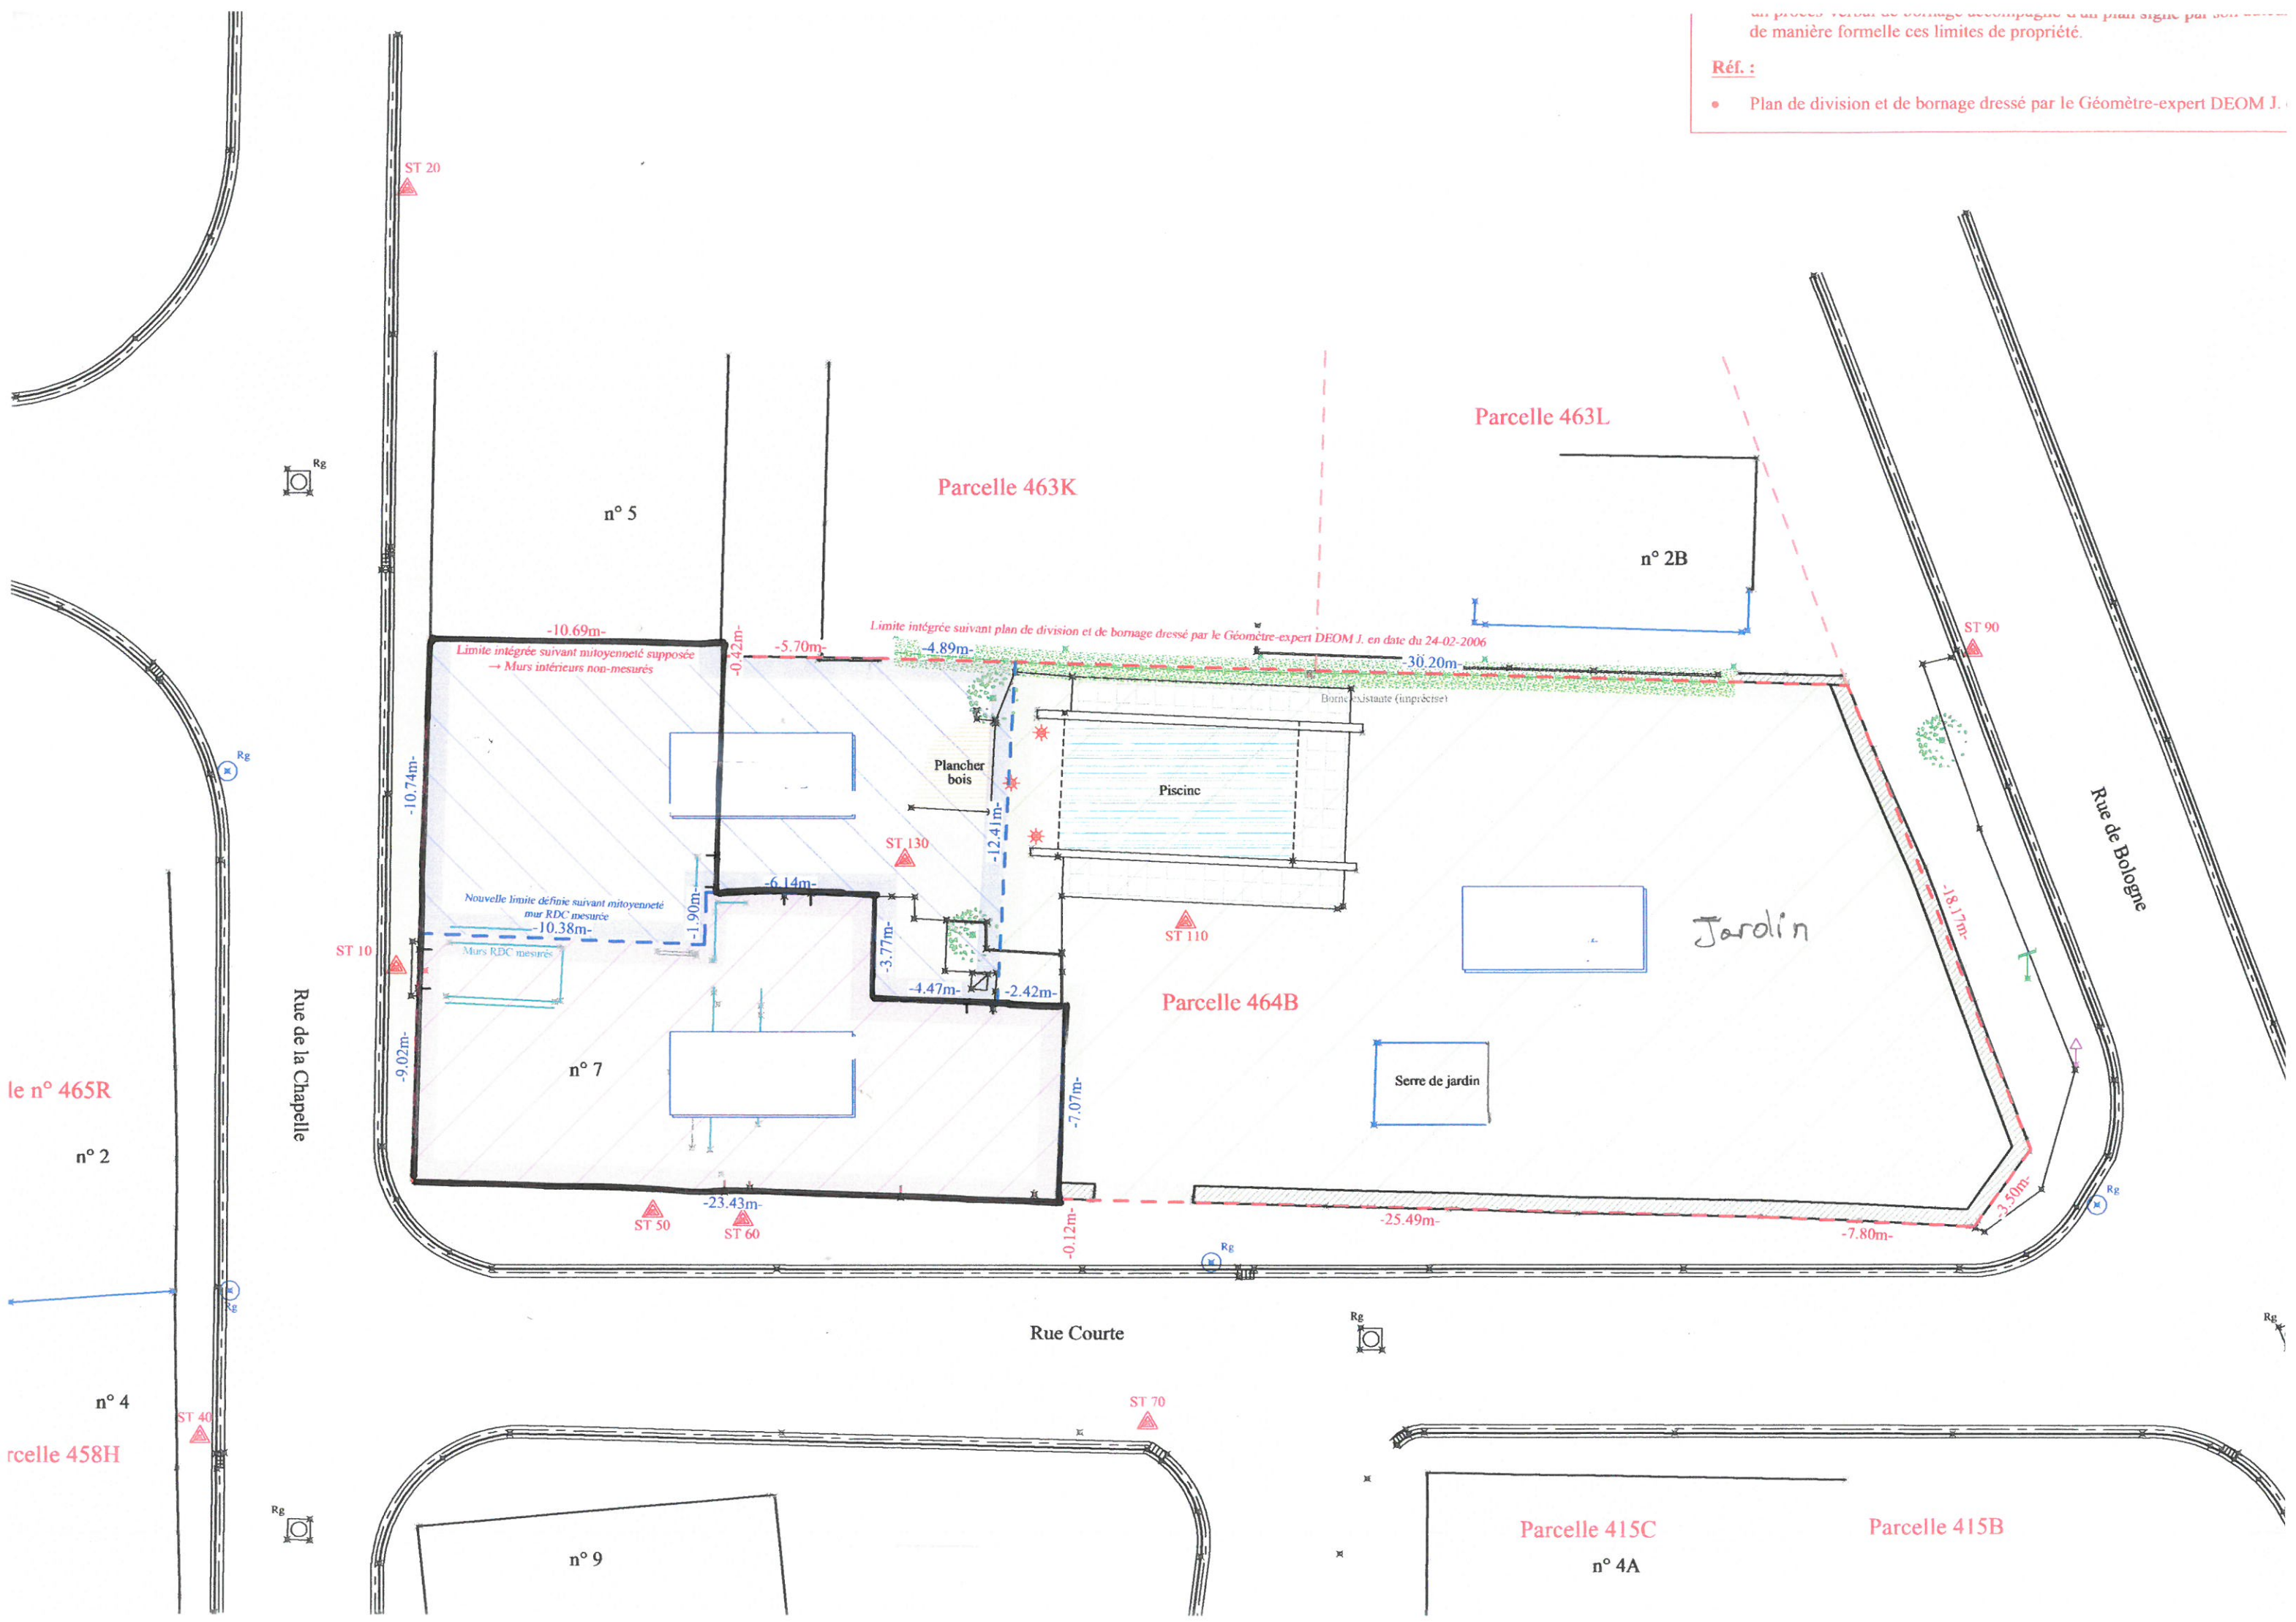 de manière formelle ces limites de propriété.
Réf. :
• Plan de division et de bornage dressé par le Géomètre-expert DEOM J.
ST 20
Rg
Parcelle 463L
Parcelle 463K
n° 5
n° 2B
-10.69m-
-0.42m-
-5.70m-
Limite intégrée suivant plan de division et de bornage dressé par le Géomètre-expert DEOM J. en date du 24-02-2006
-4.89m-
-30.20m-
ST 90
Limite intégrée suivant mitoyenneté supposée
→ Murs intérieurs non-mesurés
Borne existante (imprécise)
Rg
-10.74m-
Plancher
bois
Piscine
-12.41m-
Rue de Bologne
ST 130
-6.14m-
-1.90m-
Nouvelle limite définie suivant mitoyenneté
mur RDC mesurée
-10.38m-
-18.17m-
Jardin
ST 110
ST 10
Murs RDC mesurés
-3.77m-
-4.47m-
-2.42m-
Parcelle 464B
Rue de la Chapelle
-9.02m-
n° 7
-7.07m-
Serre de jardin
le n° 465R
n° 2
-23.43m-
ST 50
ST 60
-0.12m-
-25.49m-
-7.80m-
-3.50m-
Rg
Rg
Rg
Rue Courte
Rg
Rg
n° 4
ST 40
ST 70
rcelle 458H
Rg
n° 9
Parcelle 415C
Parcelle 415B
n° 4A